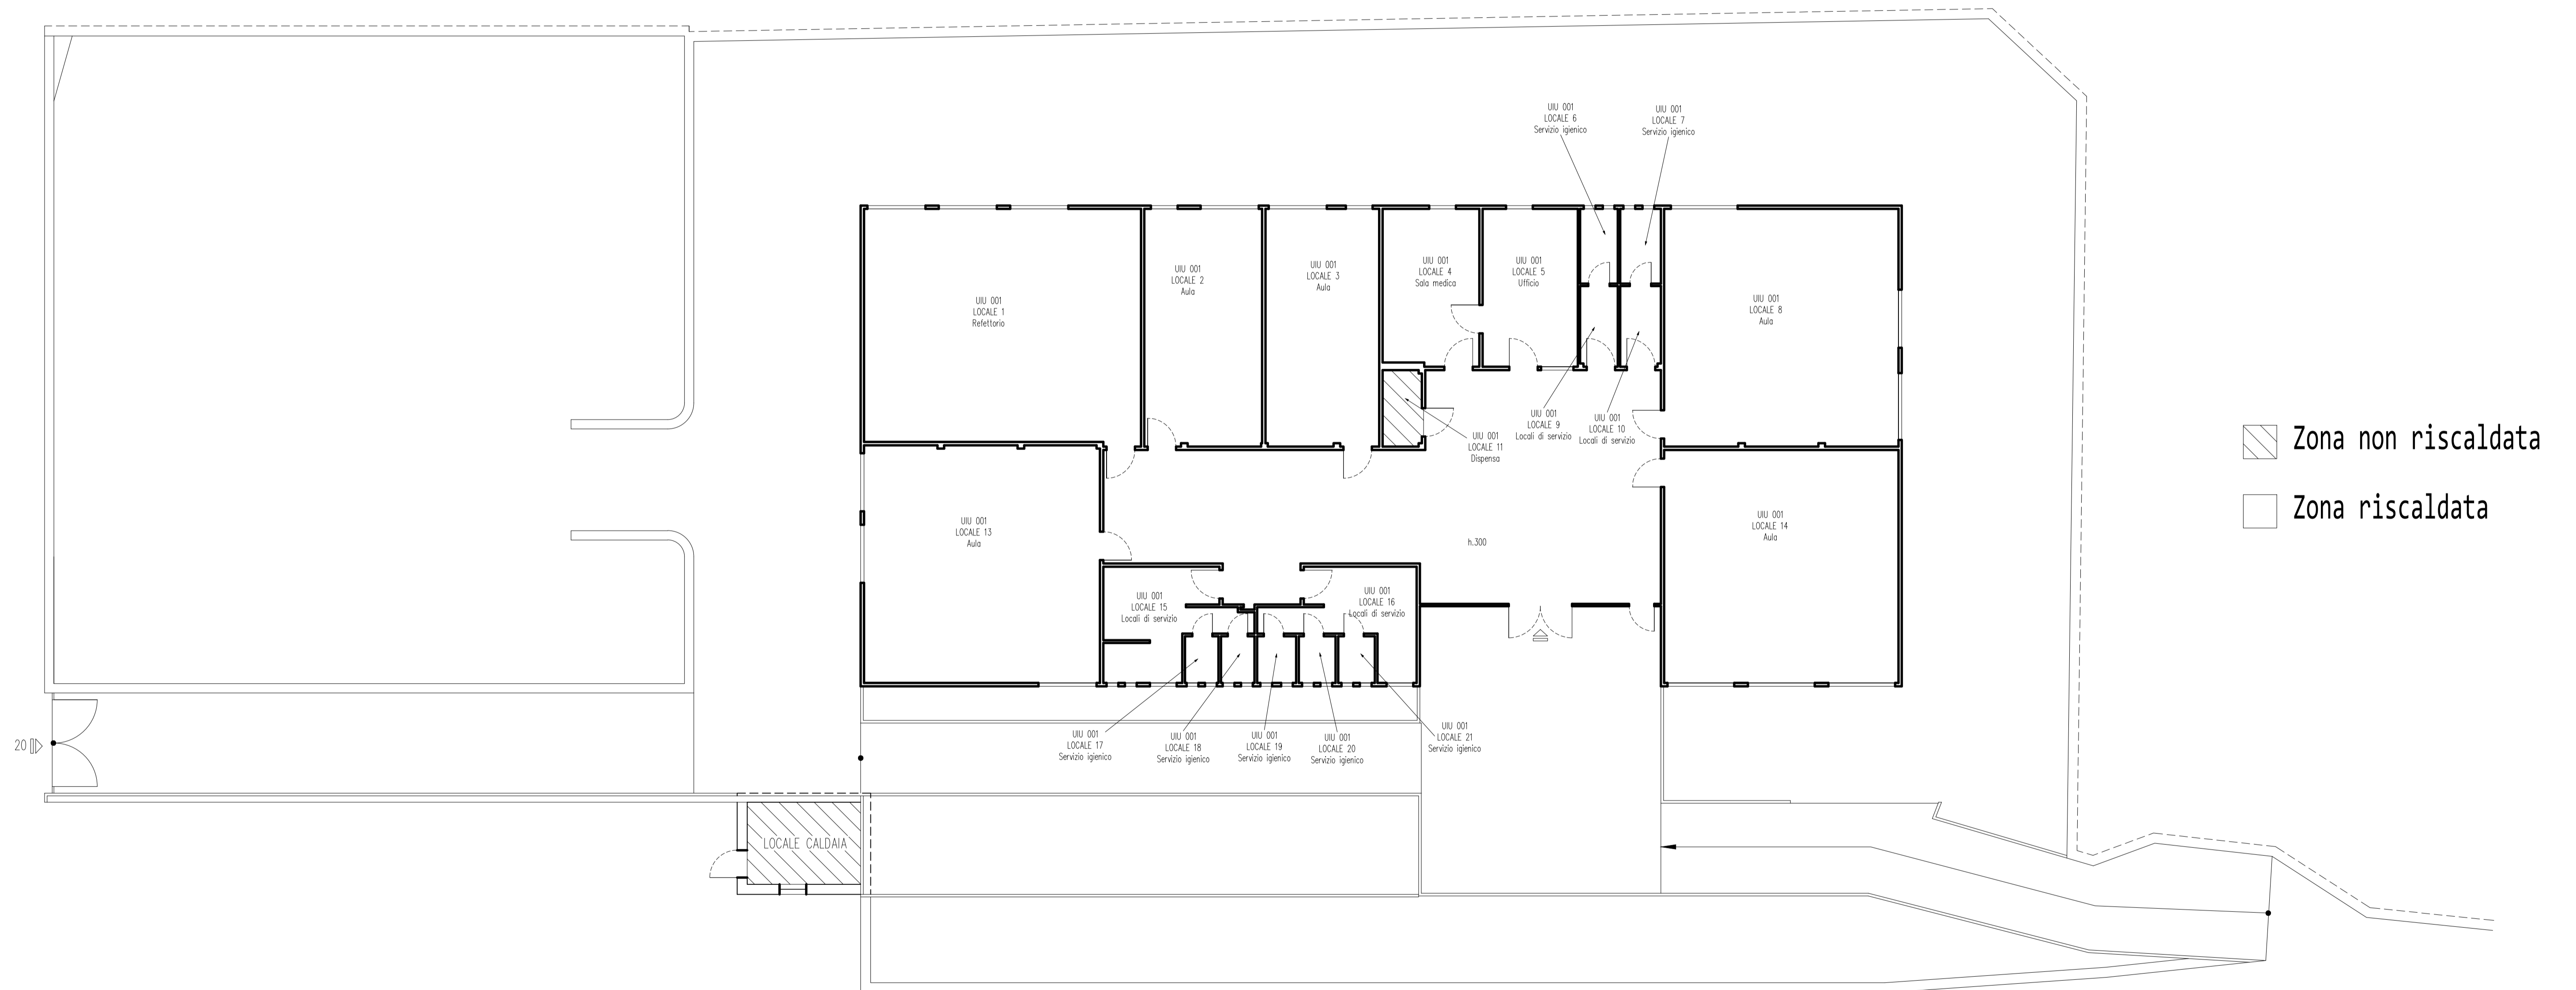 UIU 001
LOCALE 6
Servizio igienico
UIU 001
LOCALE 7
Servizio igienico
UIU 001
LOCALE 1
Refettorio
UIU 001
LOCALE 2
Aula
UIU 001
LOCALE 3
Aula
UIU 001
LOCALE 4
Sala medica
UIU 001
LOCALE 5
Ufficio
UIU 001
LOCALE 8
Aula
UIU 001
LOCALE 9
Locali di servizio
UIU 001
LOCALE 10
Locali di servizio
UIU 001
LOCALE 11
Dispensa
Zona non riscaldata
Zona riscaldata
UIU 001
LOCALE 13
Aula
h.300
UIU 001
LOCALE 14
Aula
UIU 001
LOCALE 15
Locali di servizio
UIU 001
LOCALE 16
Locali di servizio
UIU 001
LOCALE 17
Servizio igienico
UIU 001
LOCALE 18
Servizio igienico
UIU 001
LOCALE 19
Servizio igienico
UIU 001
LOCALE 20
Servizio igienico
UIU 001
LOCALE 21
Servizio igienico
20
LOCALE CALDAIA